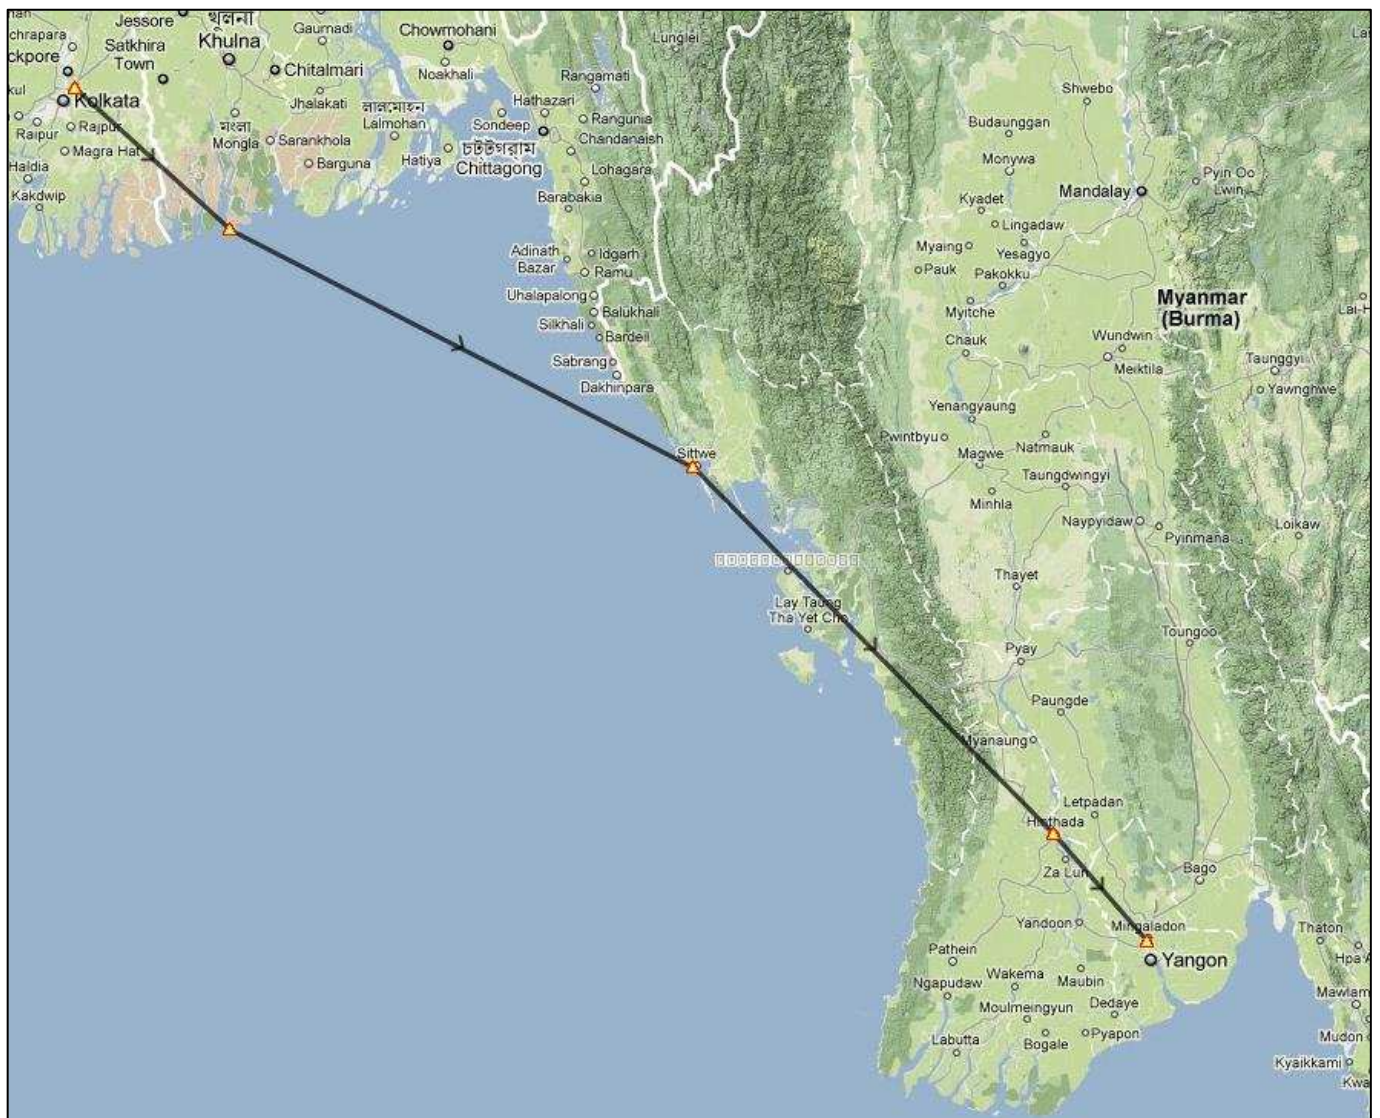 chrapara
ckpore
Jessore
Satkhira
Town
খুলনা
Khulna
Gaurnadi
Chitalmari
Chowmohani
Noakhali
Lunglei
Rangamati
Hathazari
kul
Kolkata
Raipur
Rajpur
Magra Hat
Haldia
Kakdwip
Jhalakati
মংলা
Mongla
Sarankhola
Barguna
লালমোহন
Lalmohan
Hatiya
Sondeep
চট্টগ্রাম
Chittagong
Rangunia
Chandanaish
Lohagara
Barabakia
Adinath
Bazar
Idgarh
Ramu
Uhalapalong
Balukhali
Silkhali
Bardeil
Sabrang
Dakhinpara
Sittwe
Lay Taung
Tha Yet Cho
Shwebo
Budaunggan
Monywa
Mandalay
Pyin Oo
Lwin
Kyadet
Lingadaw
Myaing
Yesagyo
Pauk
Pakokku
Myitche
Myanmar
(Burma)
Lai-H
Chauk
Wundwin
Meiktila
Taunggyi
Yawnghwe
Yenangyaung
Pwintbyu
Natmauk
Magwe
Taungdwingyi
Minhla
Naypyidaw
Pyinmana
Loikaw
Thayet
Toungoo
Pyay
Paungde
Myanaung
Letpadan
Hinthada
Za Lun
Bago
Yandoon
Mingaladon
Yangon
Thaton
Hpa A
Pathein
Ngapudaw
Wakema
Maubin
Moulmeingyun
Dedaye
Labutta
Bogale
Pyapon
Mawlam
Mudon
Kyaikkami
Kwa